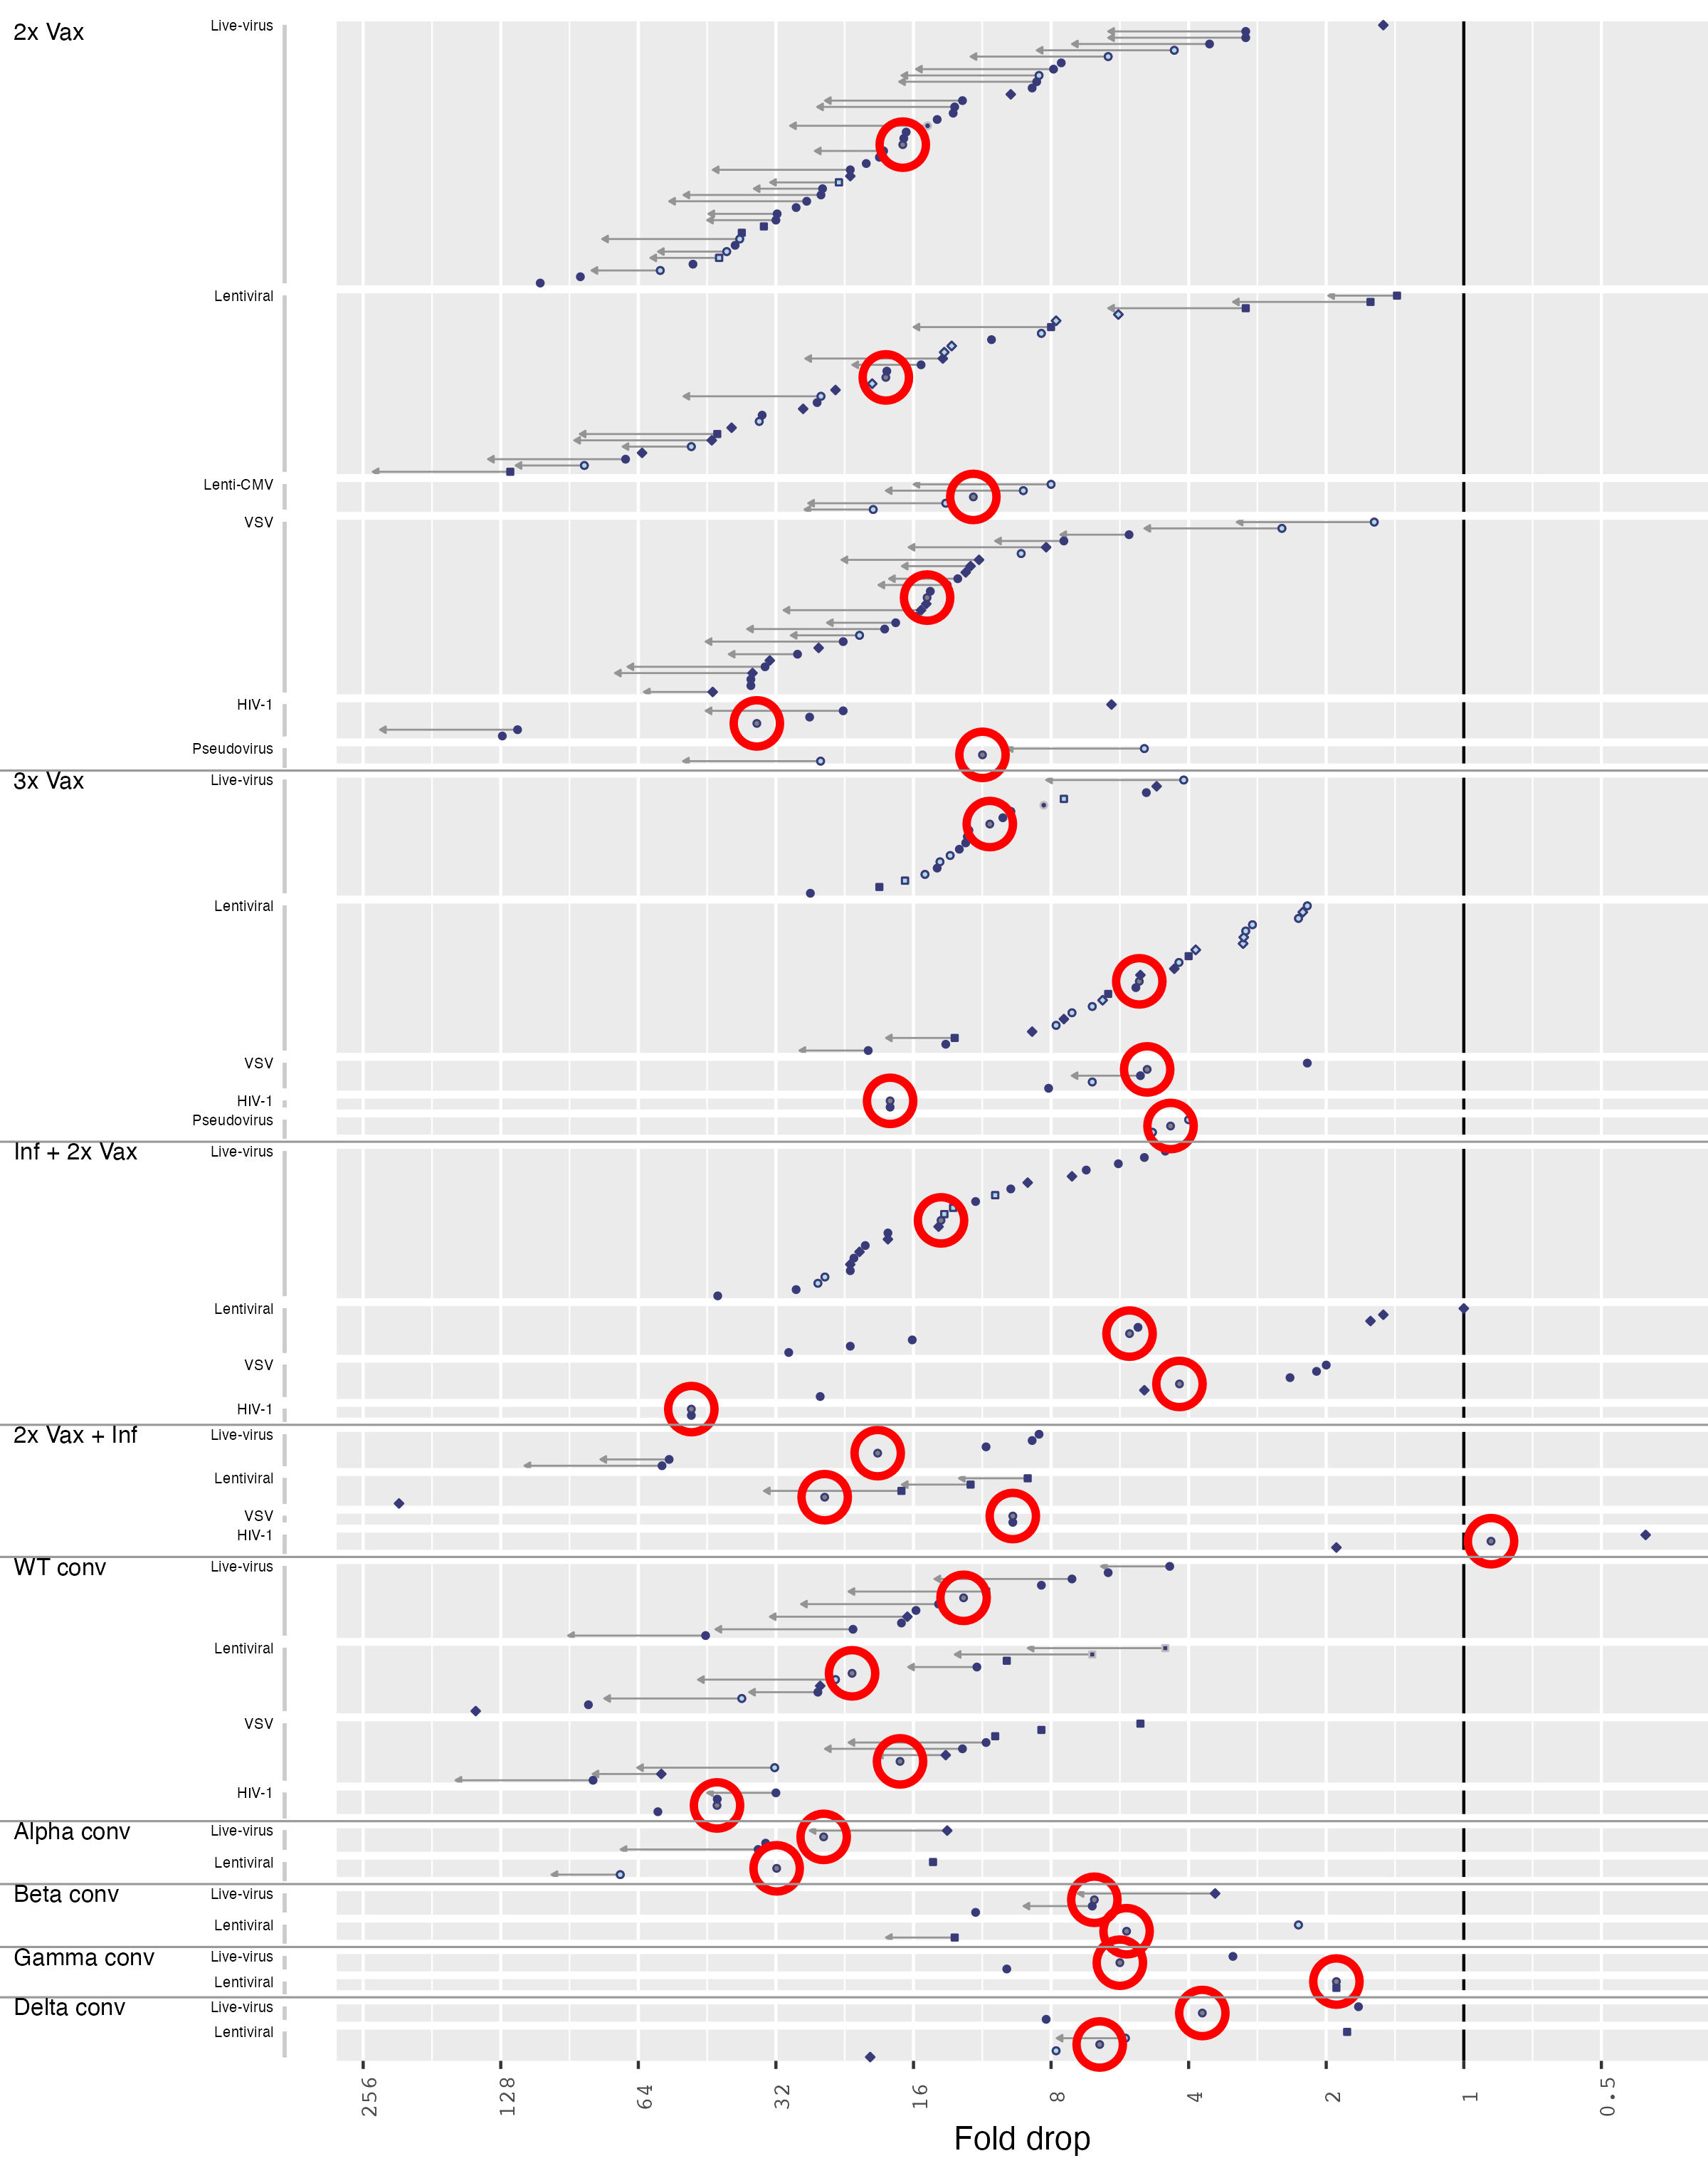 2x Vax
Live-virus
Lentiviral
Lenti-CMV
VSV
HIV-1
Pseudovirus
3x Vax
Live-virus
Lentiviral
VSV
HIV-1
Pseudovirus
Inf + 2x Vax
Live-virus
Lentiviral
VSV
HIV-1
2x Vax + Inf
Live-virus
Lentiviral
VSV
HIV-1
WT conv
Live-virus
Lentiviral
VSV
HIV-1
Alpha conv
Live-virus
Lentiviral
Beta conv
Live-virus
Lentiviral
Gamma conv
Live-virus
Lentiviral
Delta conv
Live-virus
Lentiviral
256
128
64
32
16
8
4
2
1
0.5
Fold drop